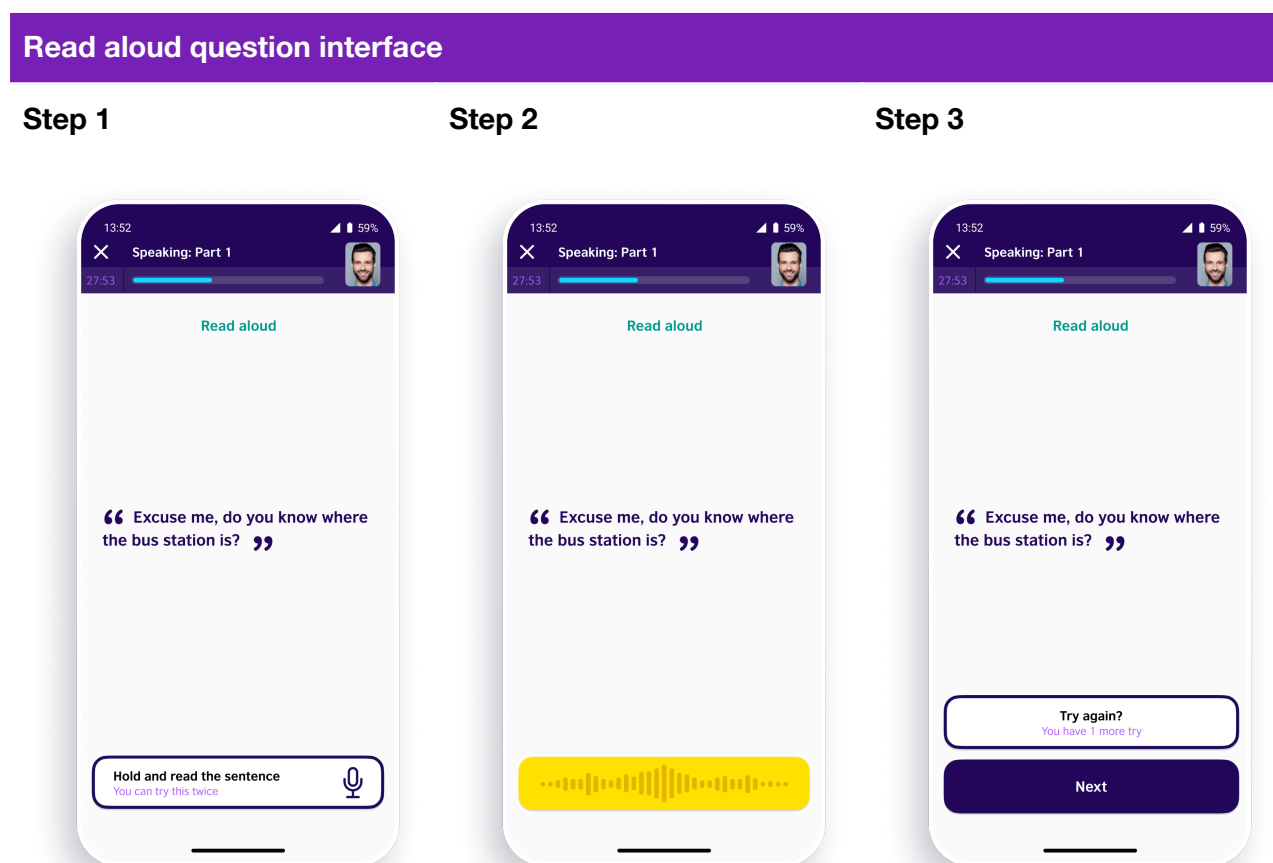 Read aloud question interface
Step 1
Step 2
Step 3
13:52
59%
Speaking: Part 1
27:53
Read aloud
“ Excuse me, do you know where
the bus station is? ”
Hold and read the sentence
You can try this twice
13:52
59%
Speaking: Part 1
27:53
Read aloud
“ Excuse me, do you know where
the bus station is? ”
13:52
59%
Speaking: Part 1
27:53
Read aloud
“ Excuse me, do you know where
the bus station is? ”
Try again?
You have 1 more try
Next